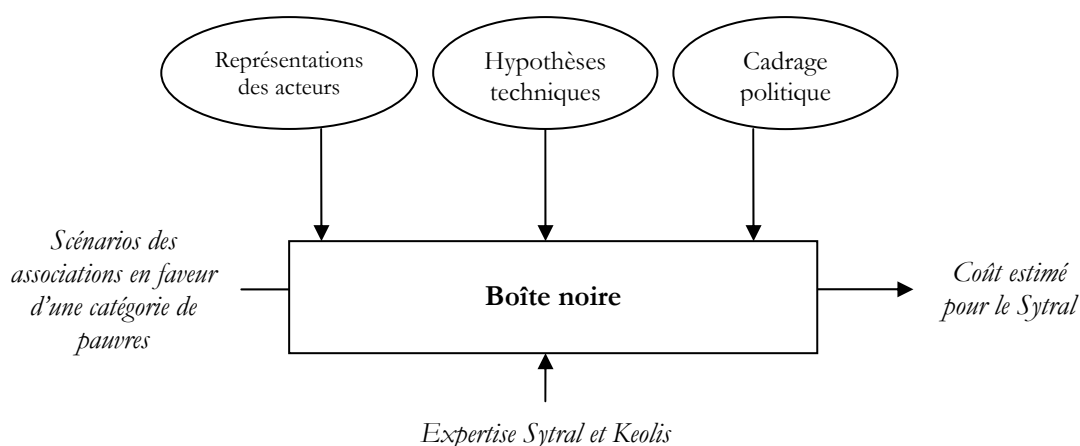 Représentations
des acteurs
Hypothèses
techniques
Cadrage
politique
Scénarios des
associations en faveur
d'une catégorie de
pauvres
Boîte noire
Coût estimé
pour le Sytral
Expertise Sytral et Keolis